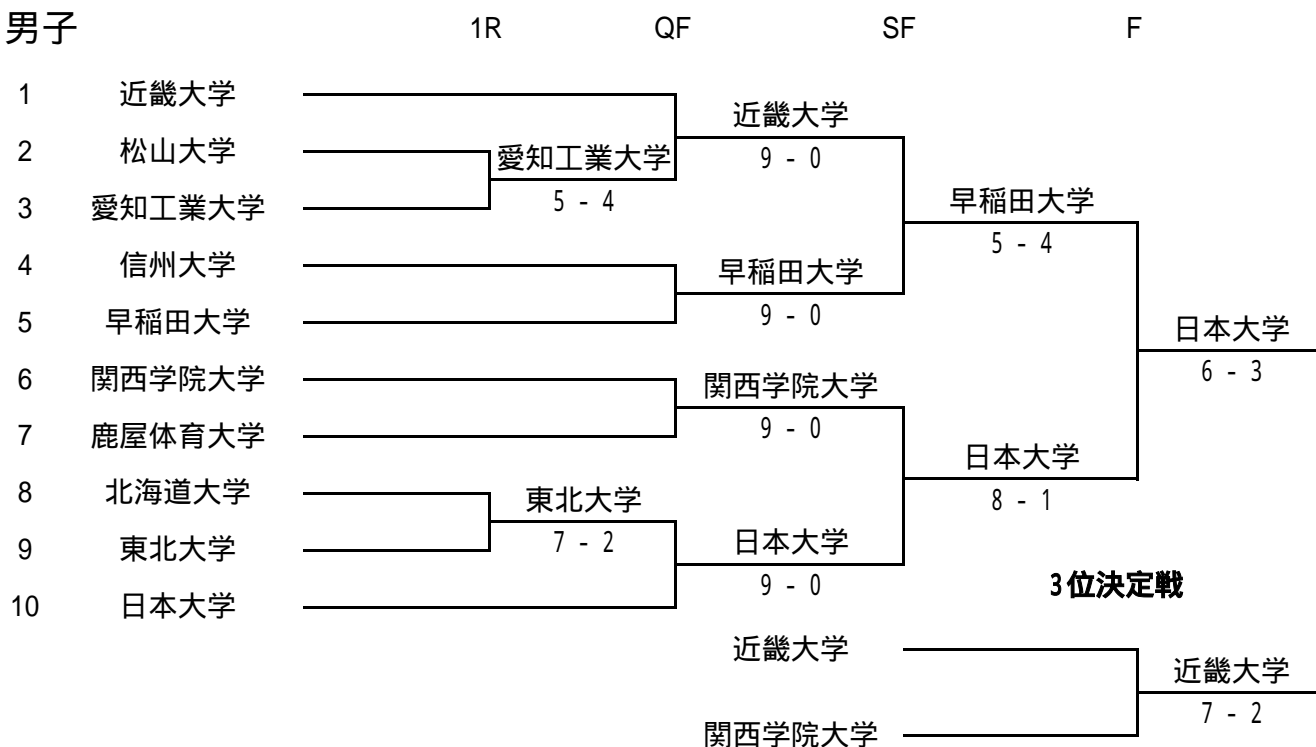 男子 1R QF SF F
1 近畿大学
近畿大学
2 松山大学
愛知工業大学
9 - 0
3 愛知工業大学
5 - 4
早稲田大学
5 - 4
4 信州大学
早稲田大学
9 - 0
5 早稲田大学
日本大学
6 - 3
6 関西学院大学
関西学院大学
9 - 0
7 鹿屋体育大学
日本大学
8 - 1
8 北海道大学
東北大学
7 - 2
9 東北大学
日本大学
9 - 0
10 日本大学
3位決定戦
近畿大学
近畿大学
7 - 2
関西学院大学